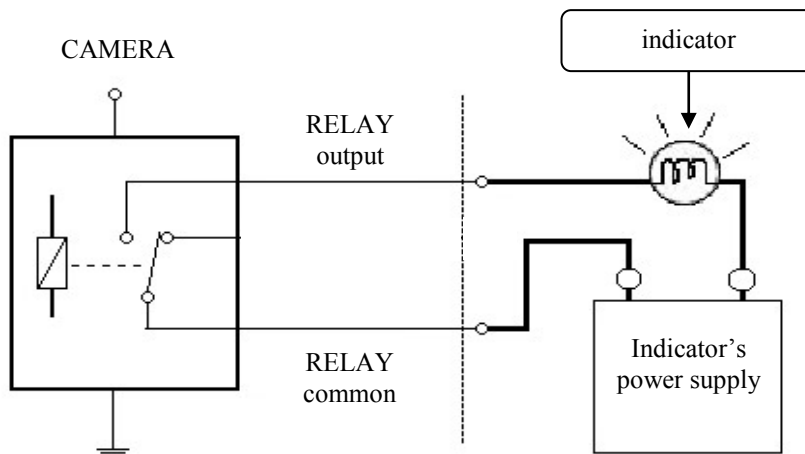 indicator
CAMERA
RELAY
output
RELAY
common
Indicator’s
power supply